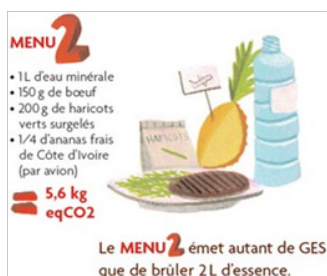 MENU 2
• 1L d'eau minérale
• 150 g de bœuf
• 200 g de haricots
verts surgelés
• 1/4 d'ananas frais
de Côte d'Ivoire
(par avion)
= 5,6 kg
eqCO2
HARICOTS
Le MENU 2 émet autant de GES
que de brûler 2 L d'essence.